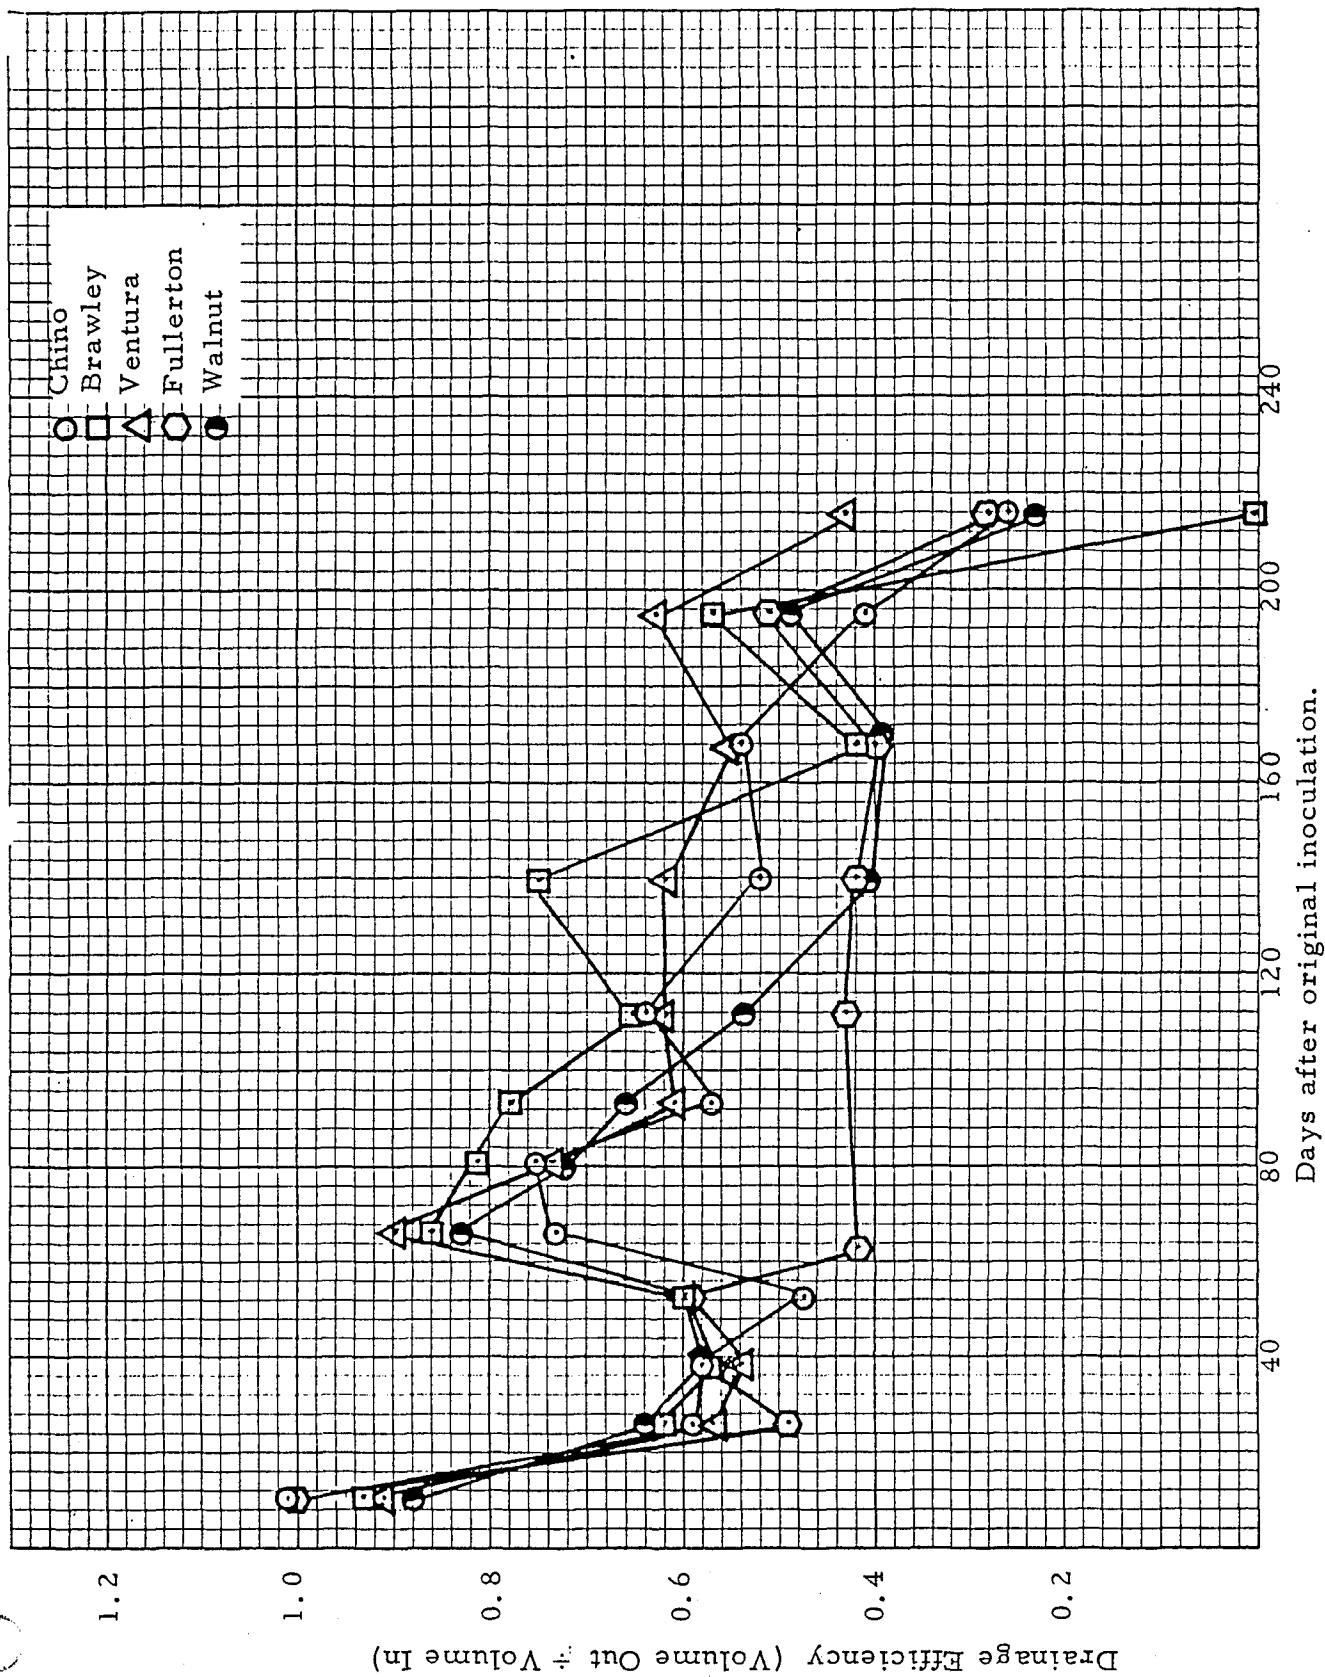 Chino
Brawley
Ventura
Fullerton
Walnut
1.2
1.0
0.8
0.6
0.4
0.2
Drainage Efficiency (Volume Out ÷ Volume In)
40
80
120
160
200
240
Days after original inoculation.